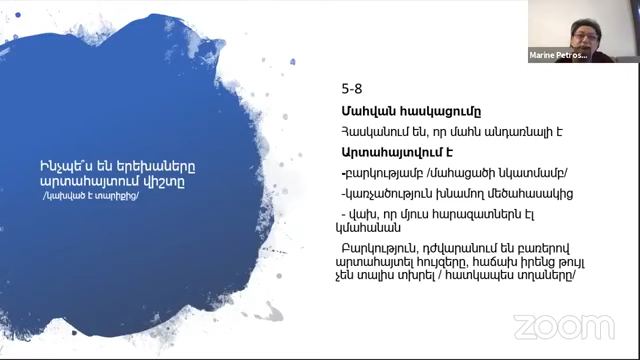 Marine Petros...
Ինչպե՞ս են երեխաները
արտահայտում վիշտը
/կախված է տարիքից/
5-8
Մահվան հասկացումը
Հասկանում են, որ մահն անդառնալի է
Արտահայտվում է
-բարկությամբ /մահացածի նկատմամբ/
-կառչածություն խնամող մեծահասակից
- վախ, որ մյուս հարազատներն էլ
կմահանան
Բարկություն, դժվարանում են բառերով
արտահայտել հույզերը, հաճախ իրենց թույլ
չեն տալիս տխրել / հատկապես տղաները/
zoom